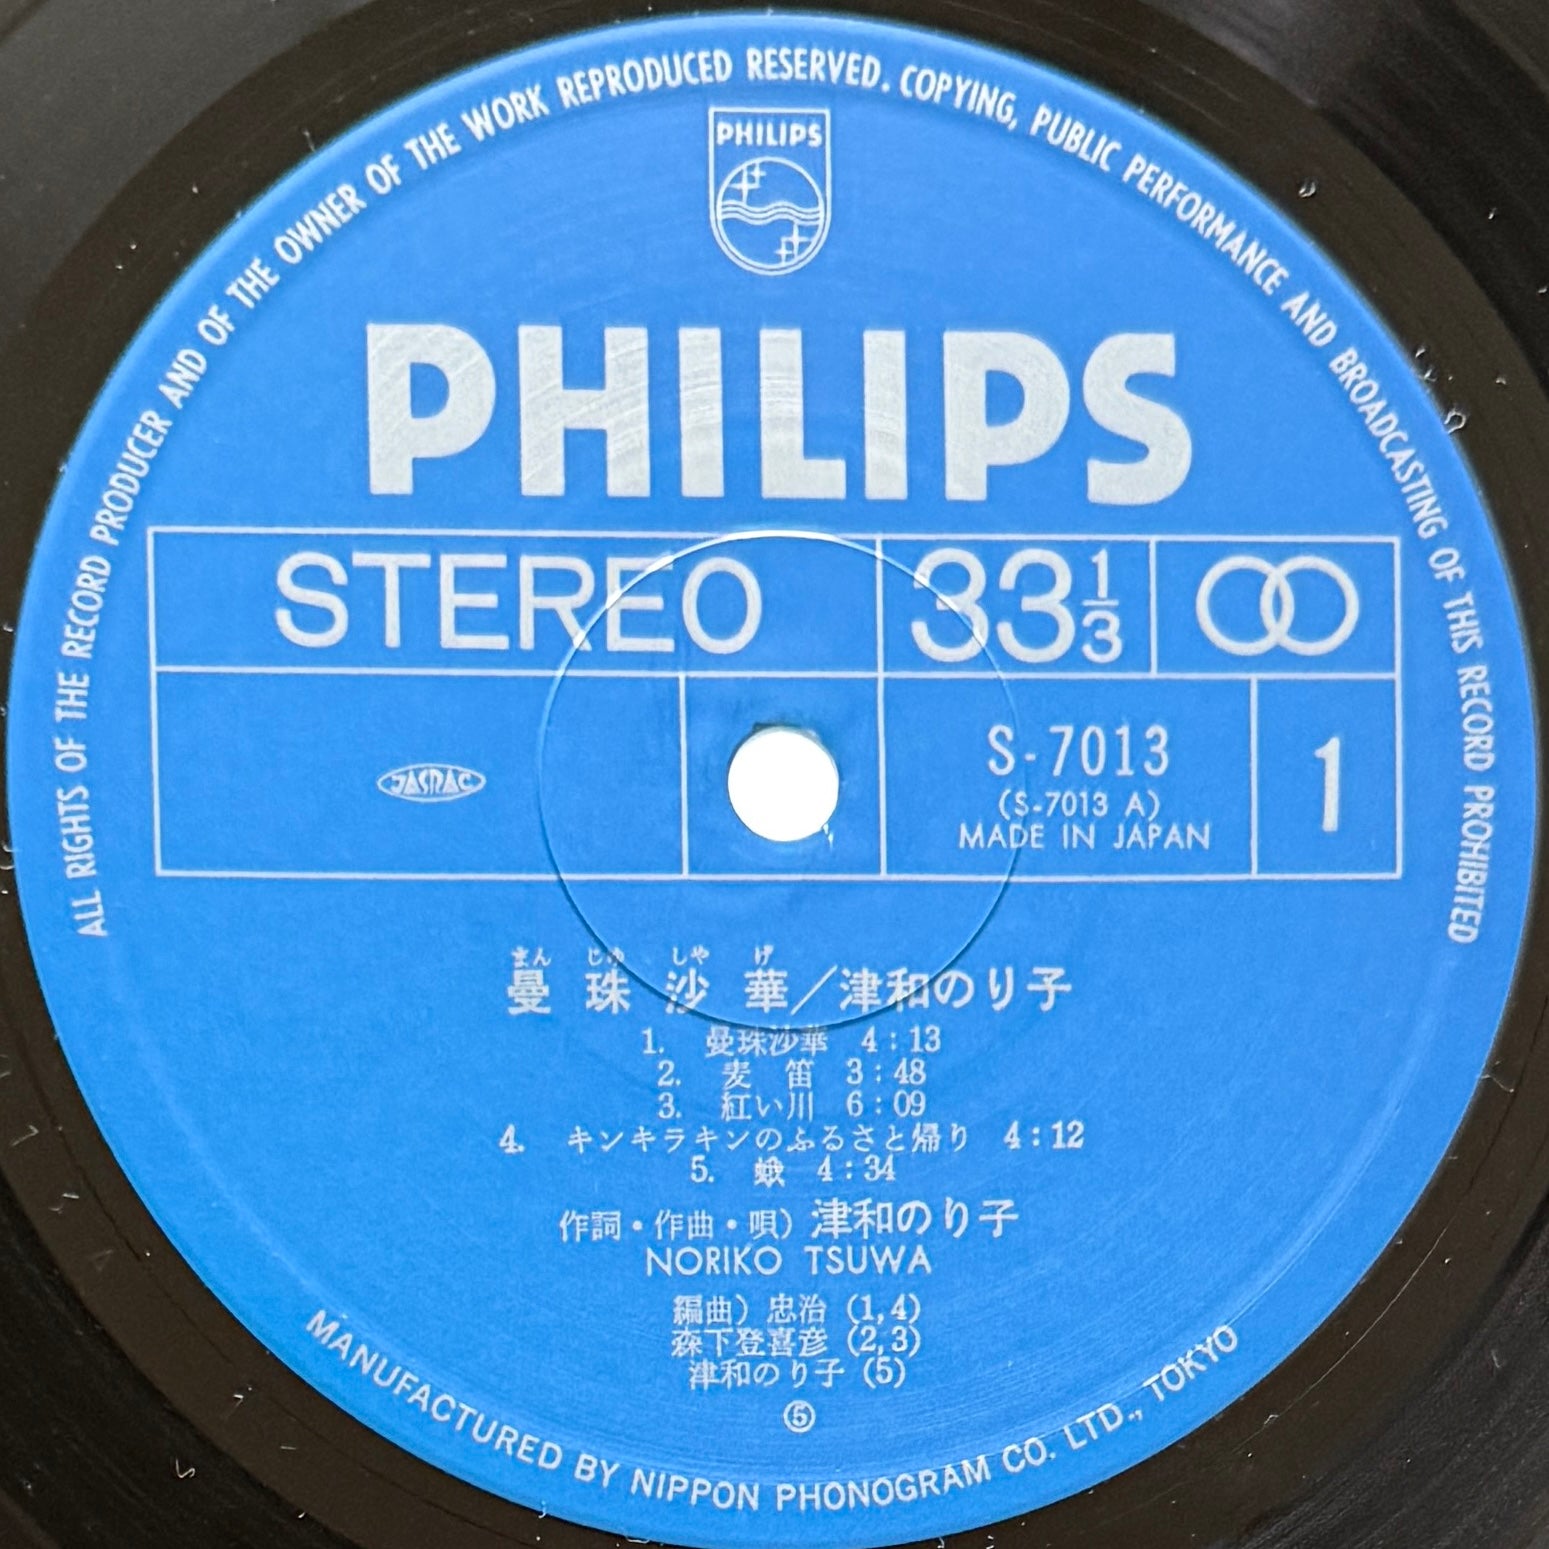 ALL RIGHTS OF THE RECORD PRODUCER AND OF THE OWNER OF THE WORK REPRODUCED RESERVED. COPYING, PUBLIC PERFORMANCE AND BROADCASTING OF THIS RECORD PROHIBITED
PHILIPS
PHILIPS
STEREO 33 1/3
JASRAC
S-7013
(S-7013 A)
MADE IN JAPAN
1
まん じゅ しゃ げ
曼珠沙華/津和のり子
1. 曼珠沙華 4:13
2. 麦笛 3:48
3. 紅い川 6:09
4. キンキラキンのふるさと帰り 4:12
5. 蛾 4:34
作詞・作曲・唄) 津和のり子
NORIKO TSUWA
編曲) 忠治 (1,4)
森下登喜彦 (2,3)
津和のり子 (5)
⑤
MANUFACTURED BY NIPPON PHONOGRAM CO. LTD., TOKYO